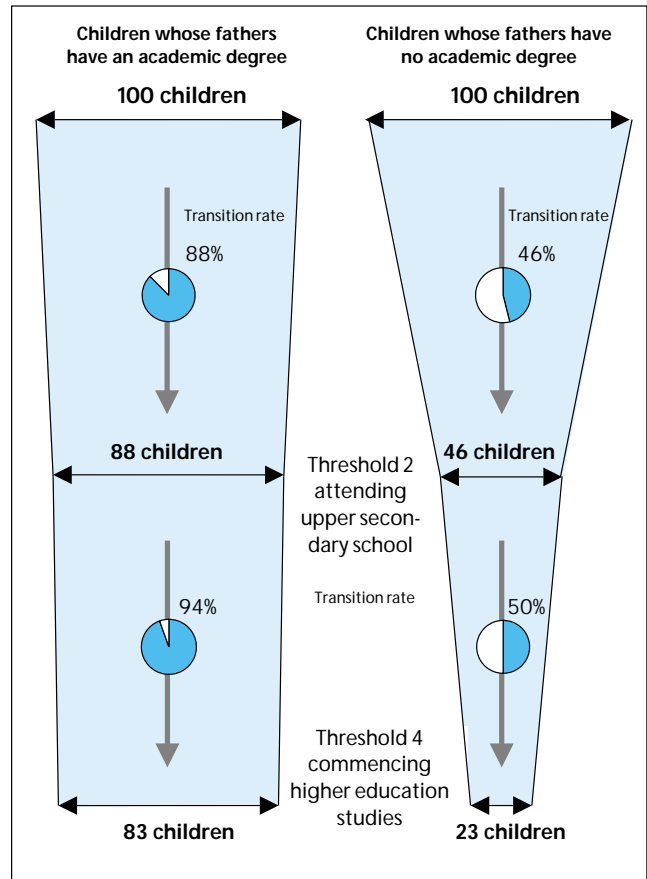 Children whose fathers
have an academic degree
Children whose fathers have
no academic degree
100 children
100 children
Transition rate
88%
Transition rate
46%
88 children
46 children
Threshold 2
attending
upper secon-
dary school
94%
Transition rate
50%
Threshold 4
commencing
higher education
studies
83 children
23 children